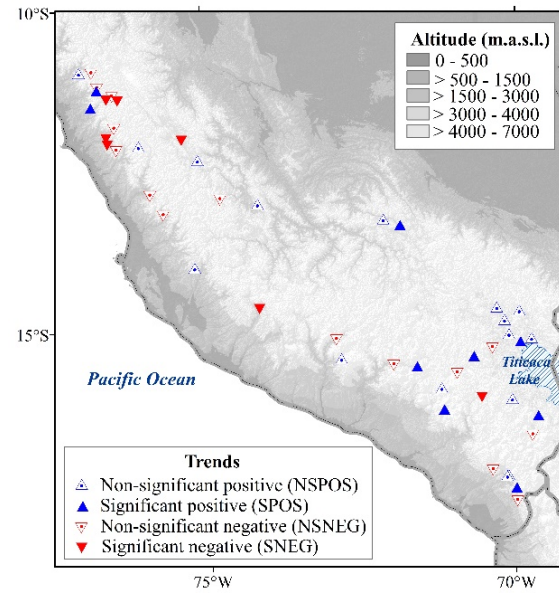 10°S
Altitude (m.a.s.l.)
0 - 500
> 500 - 1500
> 1500 - 3000
> 3000 - 4000
> 4000 - 7000
15°S
Titicaca
Lake
Pacific Ocean
Trends
Non-significant positive (NSPOS)
Significant positive (SPOS)
Non-significant negative (NSNEG)
Significant negative (SNEG)
75°W
70°W